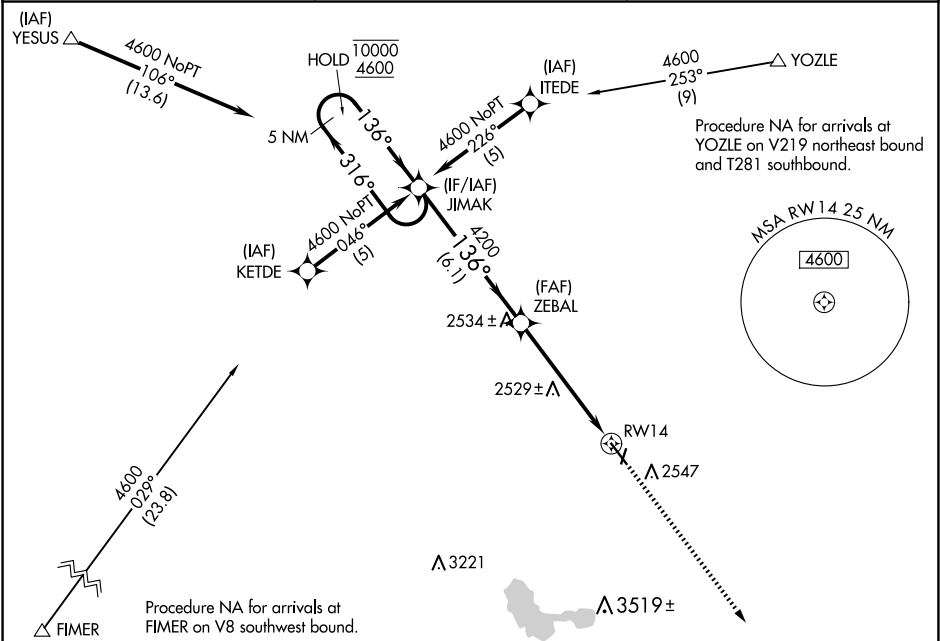 (IAF)
YESUS
4600 NoPT
106°
(13.6)
HOLD
10000
4600
5 NM
136°
316°
(IAF)
ITEDE
4600 NoPT
226°
(5)
4600
253°
(9)
YOZLE
Procedure NA for arrivals at
YOZLE on V219 northeast bound
and T281 southbound.
(IF/IAF)
JIMAK
4600 NoPT
046°
(5)
(IAF)
KETDE
4200
136°
(6.1)
MSA RW14 25 NM
4600
(FAF)
ZEBAL
2534 ±
2529 ±
RW14
2547
4600
029°
(23.8)
3221
3519 ±
FIMER
Procedure NA for arrivals at
FIMER on V8 southwest bound.